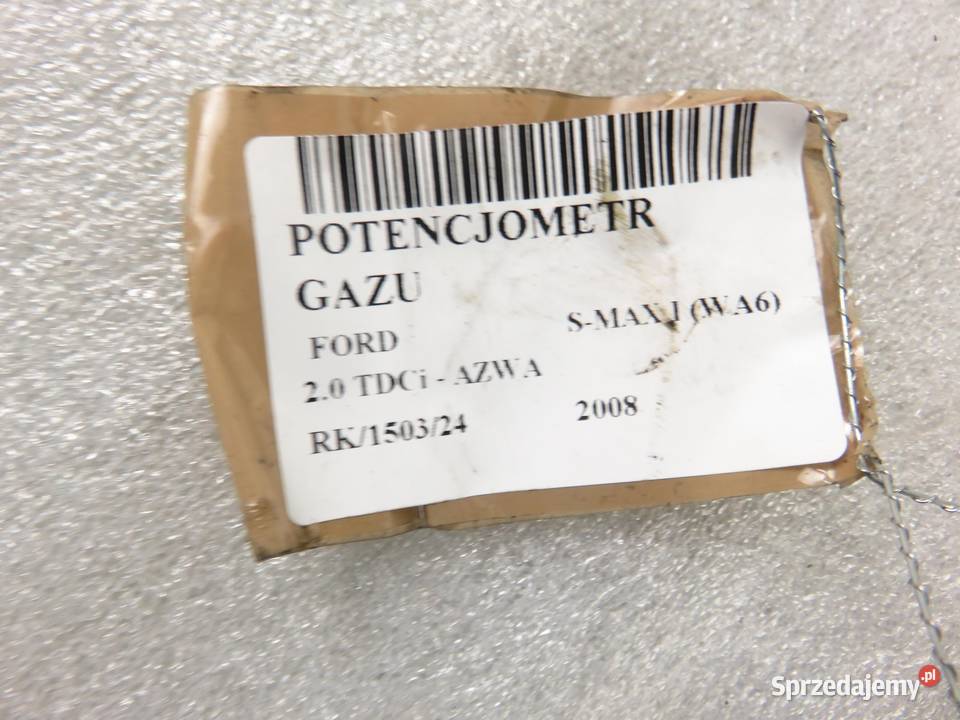 POTENCJOMETR
GAZU
FORD S-MAX I (WA6)
2.0 TDCi - AZWA
RK/1503/24 2008
Sprzedajemy.pl